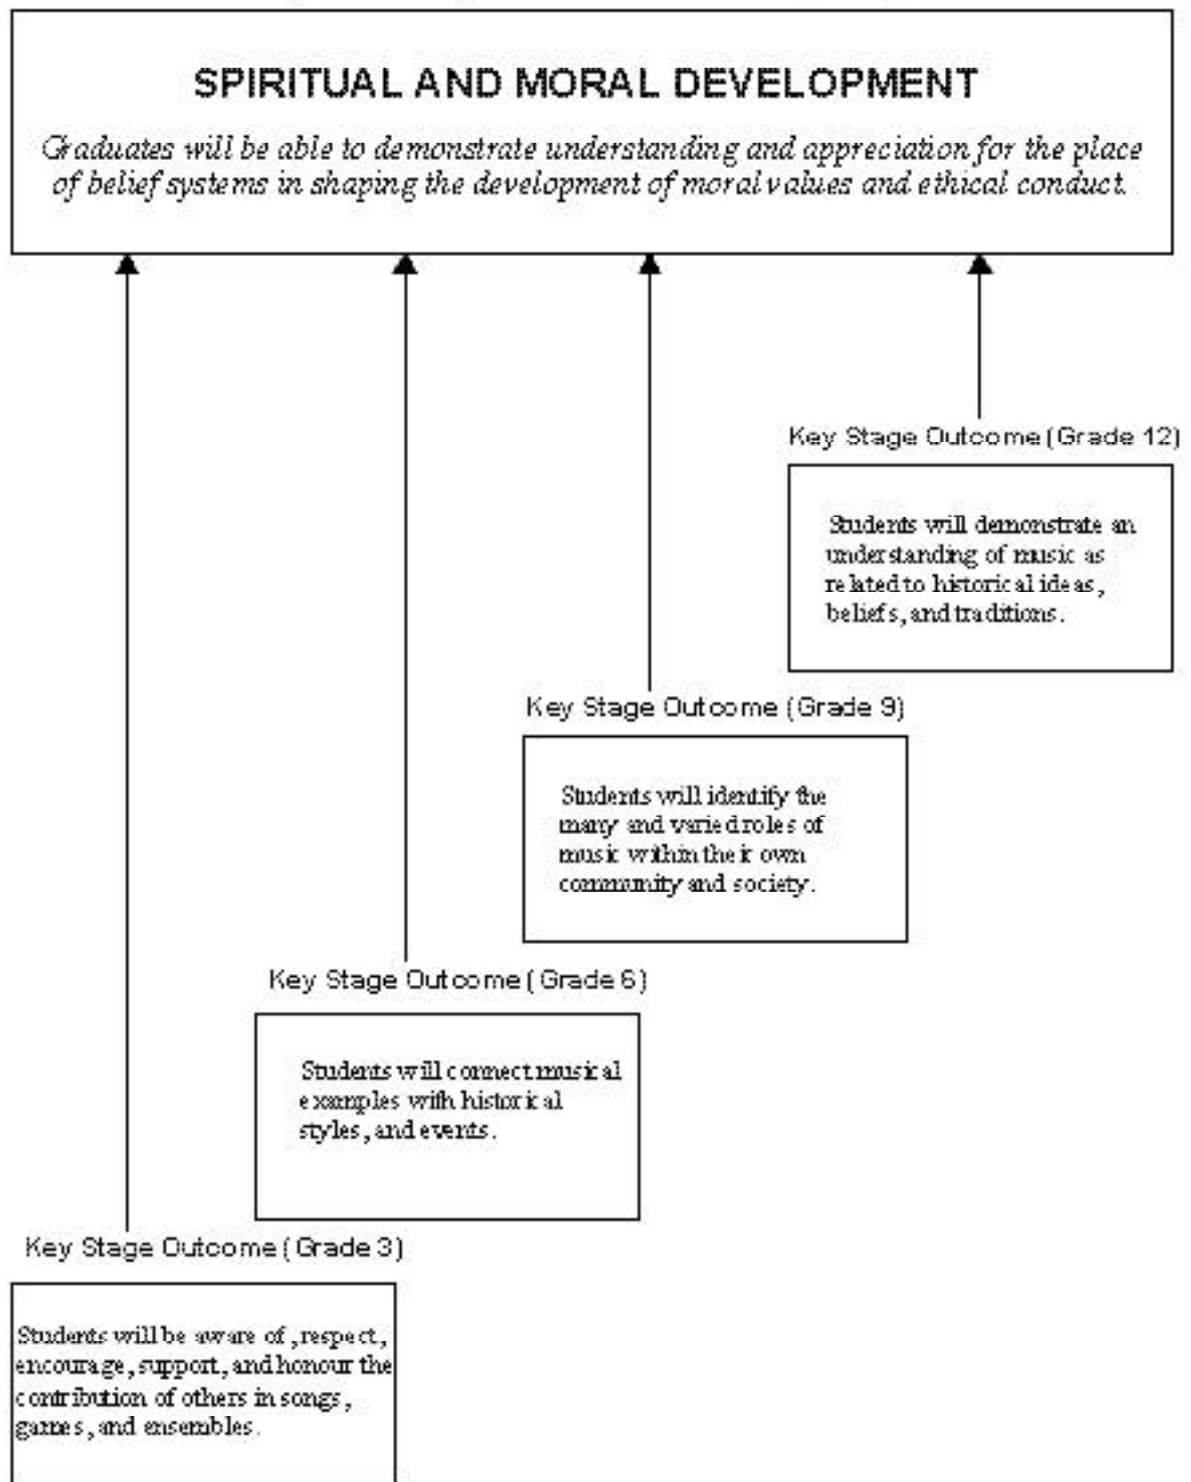 SPIRITUAL AND MORAL DEVELOPMENT
Graduates will be able to demonstrate understanding and appreciation for the place
of belief systems in shaping the development of moral values and ethical conduct.
Key Stage Outcome (Grade 12)
Students will demonstrate an
understanding of music as
related to historical ideas,
beliefs, and traditions.
Key Stage Outcome (Grade 9)
Students will identify the
many and varied roles of
music within their own
community and society.
Key Stage Outcome (Grade 6)
Students will connect musical
examples with historical
styles, and events.
Key Stage Outcome (Grade 3)
Students will be aware of, respect,
encourage, support, and honour the
contribution of others in songs,
games, and ensembles.